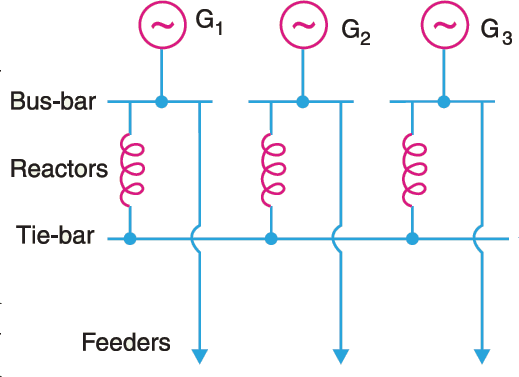 G1
G2
G3
Bus-bar
Reactors
Tie-bar
Feeders